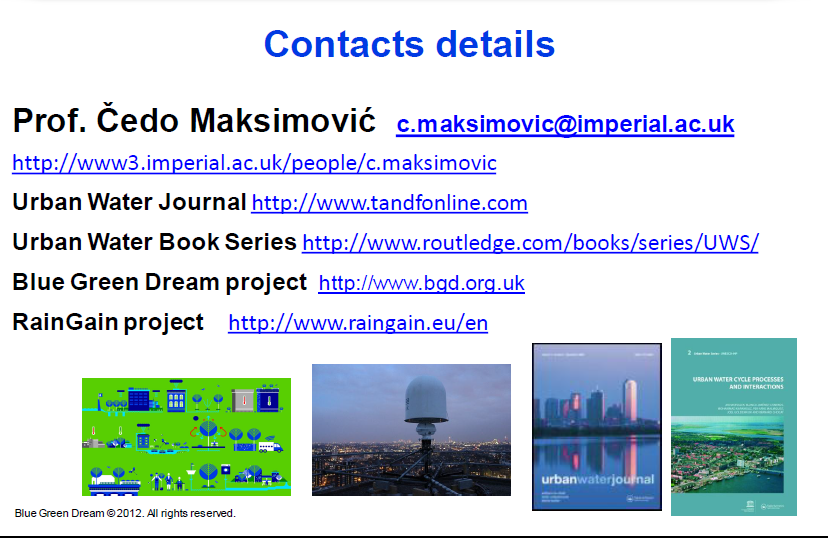 Contacts details
Prof. Čedo Maksimović c.maksimovic@imperial.ac.uk
http://www3.imperial.ac.uk/people/c.maksimovic
Urban Water Journal http://www.tandfonline.com
Urban Water Book Series http://www.routledge.com/books/series/UWS/
Blue Green Dream project http://www.bgd.org.uk
RainGain project http://www.raingain.eu/en
urbanwaterjournal
URBAN WATER CYCLE PROCESSES
AND INTERACTIONS
Blue Green Dream © 2012. All rights reserved.